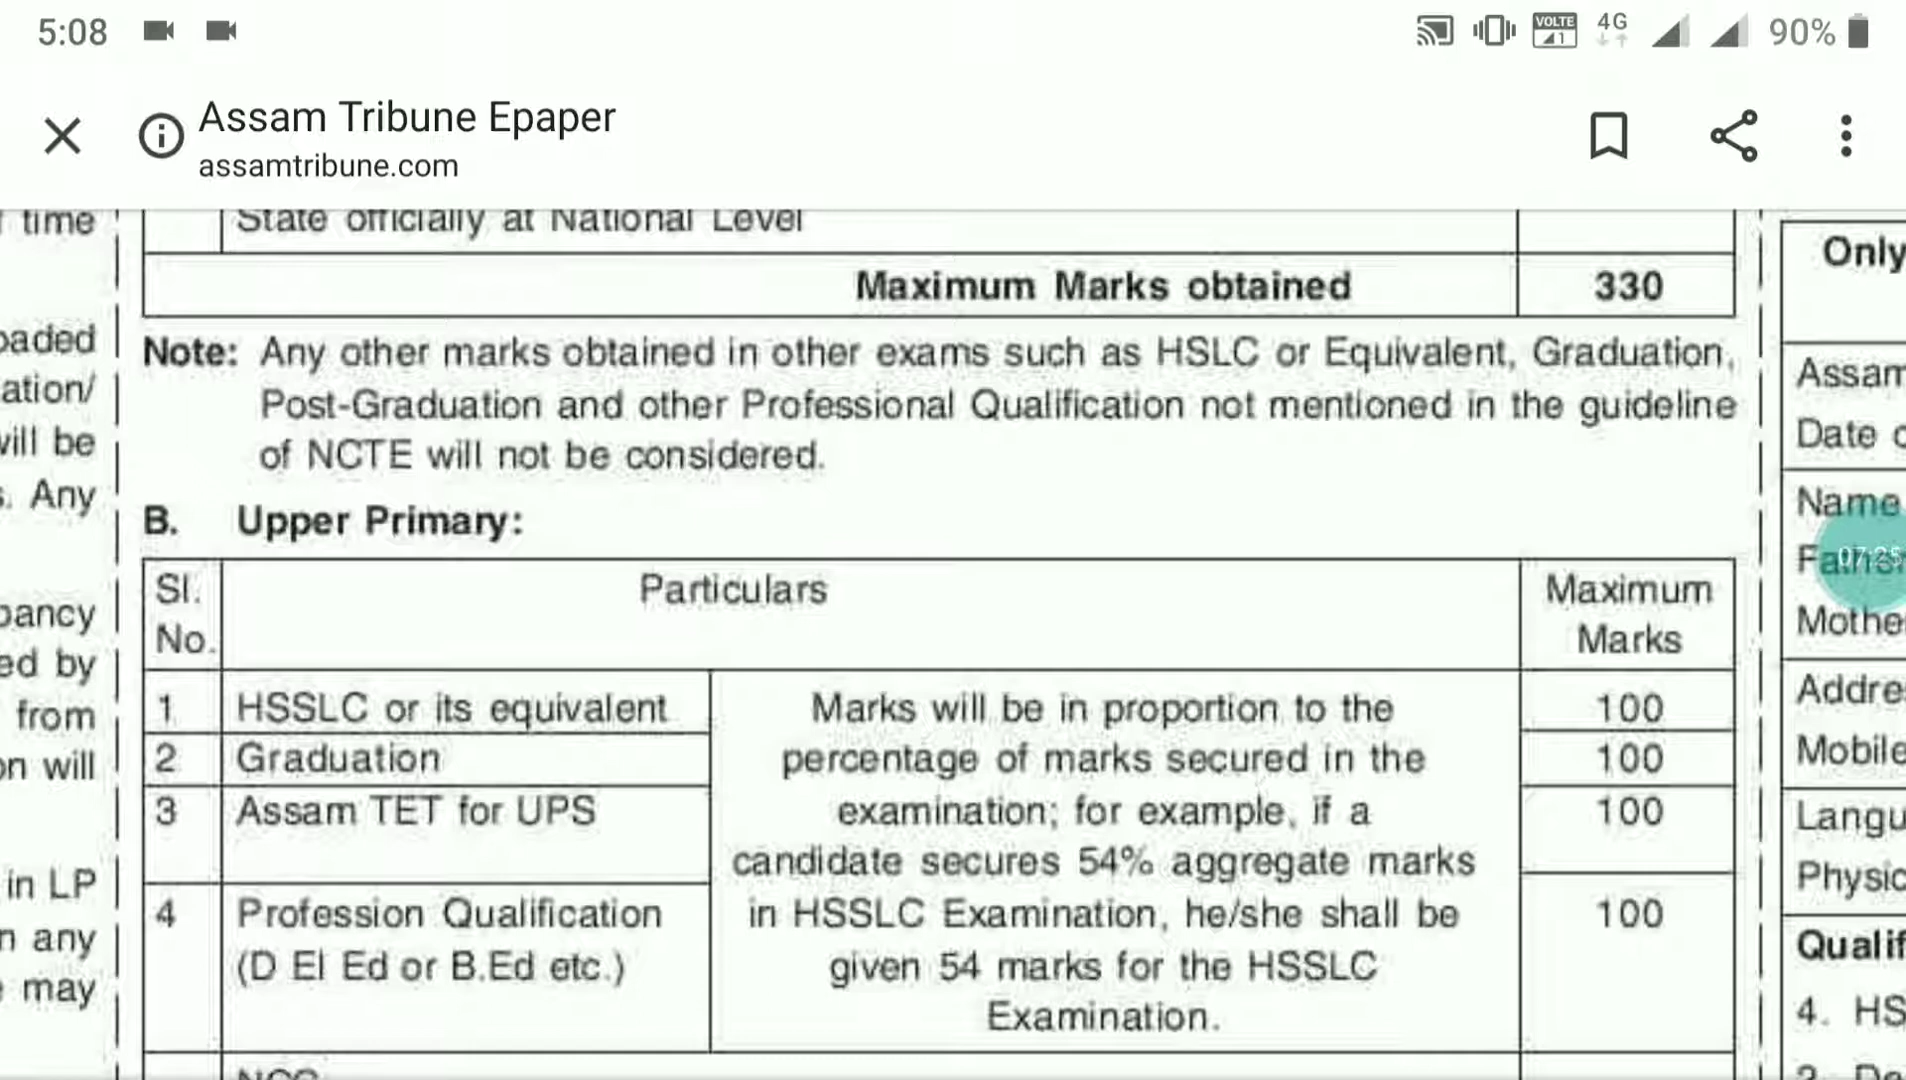 5:08
VOLTE
1
4G
90%
Assam Tribune Epaper
assamtribune.com
time
ation/
will be
Any
ed by
from
will
in LP
any
may
State officially at National Level
Maximum Marks obtained 330
Note: Any other marks obtained in other exams such as HSLC or Equivalent, Graduation,
Post-Graduation and other Professional Qualification not mentioned in the guideline
of NCTE will not be considered.
B. Upper Primary:
Sl. No. Particulars Maximum Marks
1 HSSLC or its equivalent 100
2 Graduation 100
3 Assam TET for UPS 100
4 Profession Qualification 100
(D El Ed or B.Ed etc.)
Marks will be in proportion to the
percentage of marks secured in the
examination; for example, if a
candidate secures 54% aggregate marks
in HSSLC Examination, he/she shall be
given 54 marks for the HSSLC
Examination.
Only
Assam
Date
Name
07:25
Mothe
Addre
Mobile
Langu
Physic
Qualif
4. HS